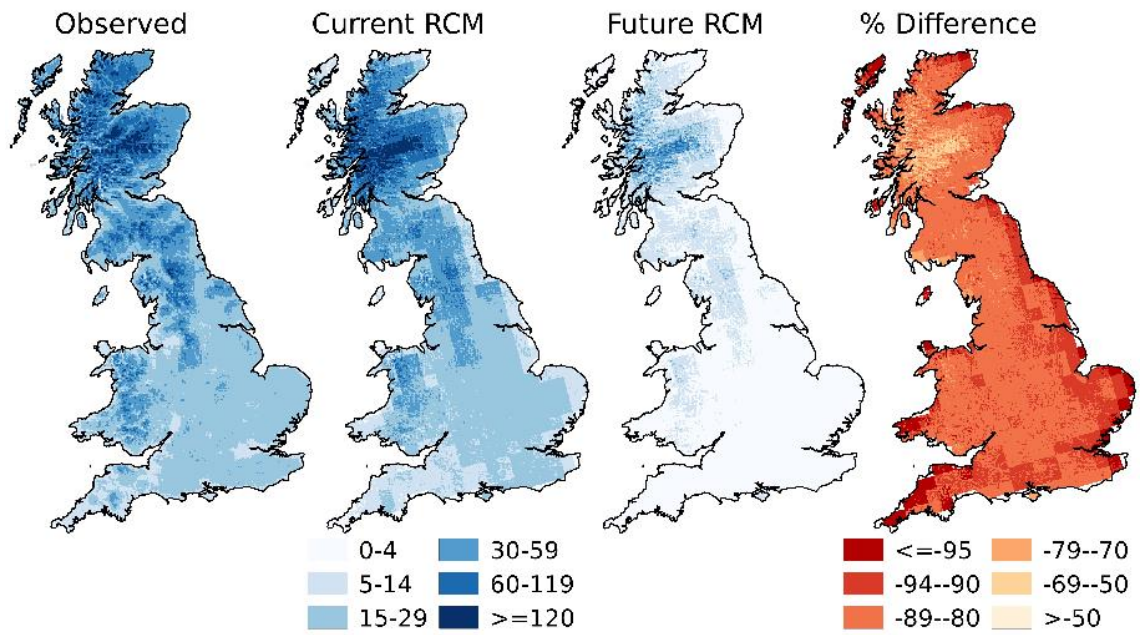 Observed Current RCM Future RCM % Difference
0-4 30-59 <=-95 -79--70
5-14 60-119 -94--90 -69--50
15-29 >=120 -89--80 >-50